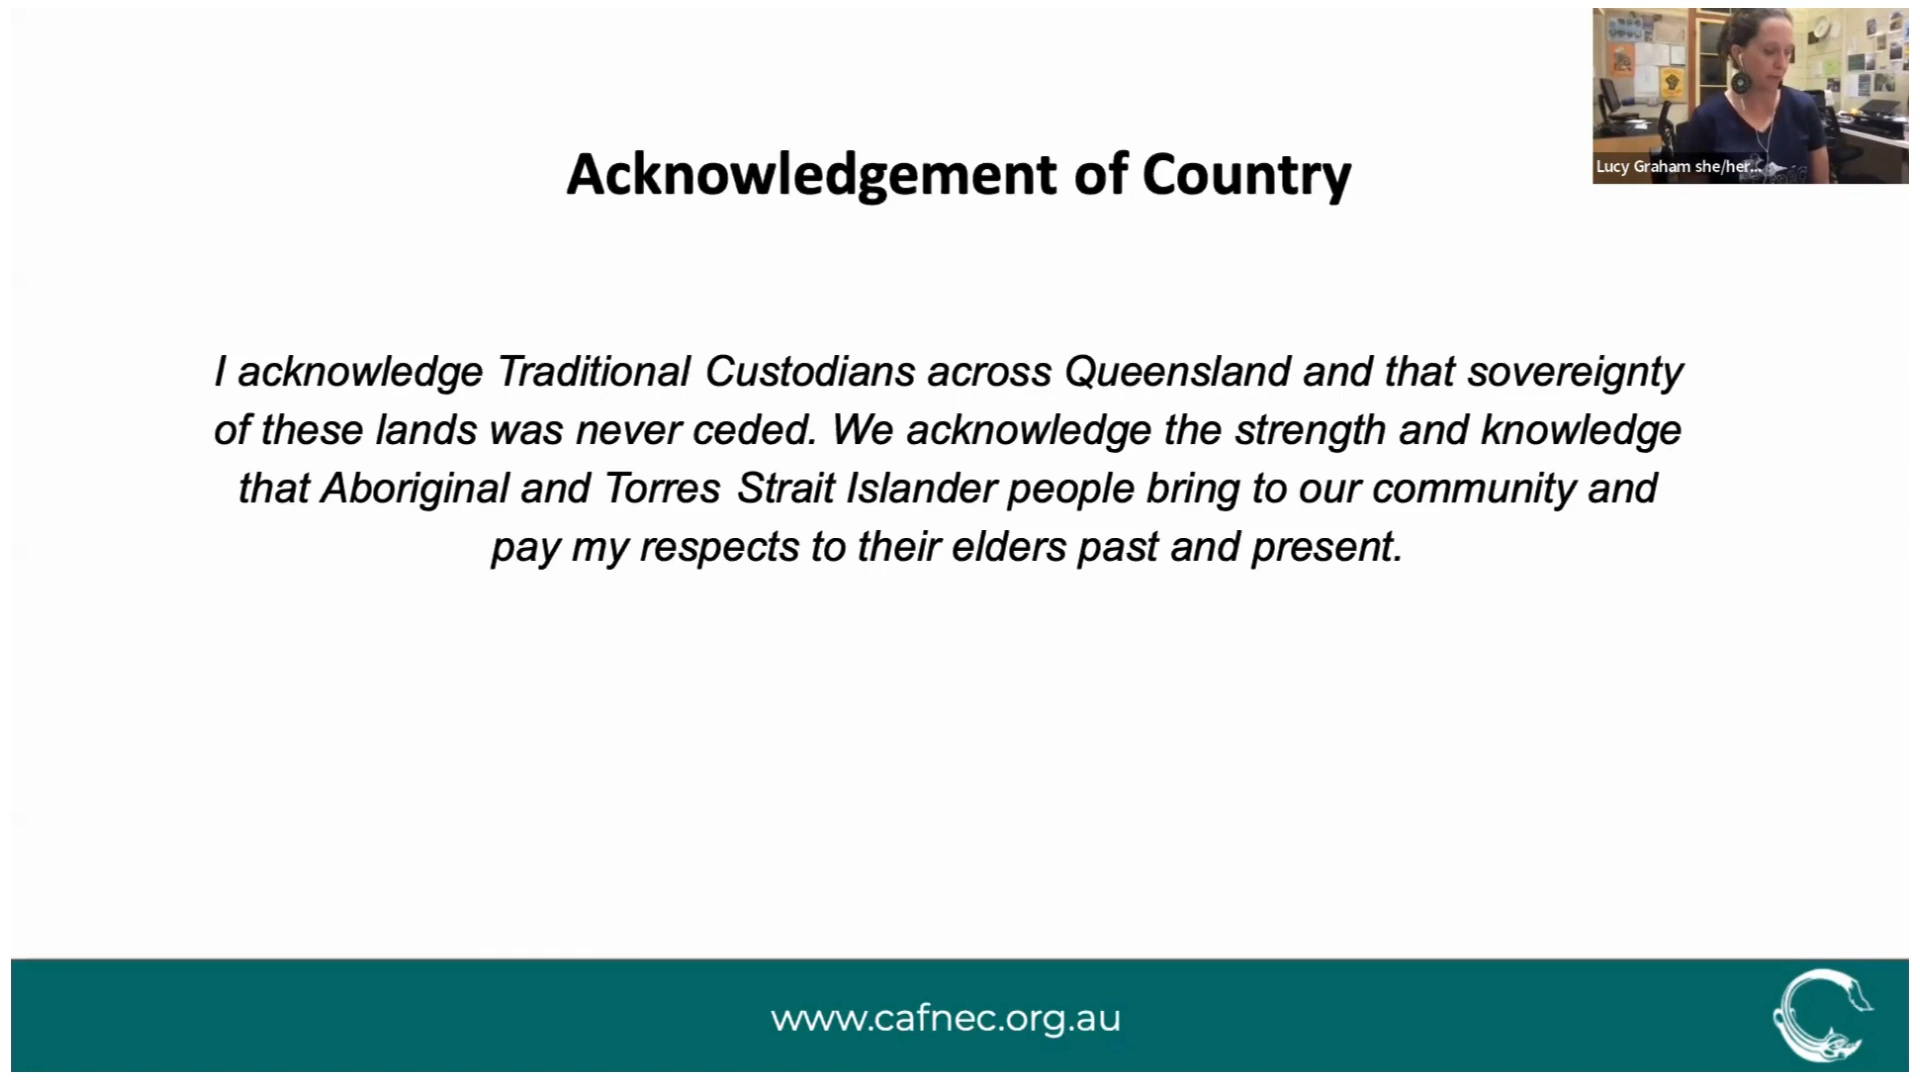 Acknowledgement of Country
Lucy Graham she/her...
I acknowledge Traditional Custodians across Queensland and that sovereignty
of these lands was never ceded. We acknowledge the strength and knowledge
that Aboriginal and Torres Strait Islander people bring to our community and
pay my respects to their elders past and present.
www.cafnec.org.au